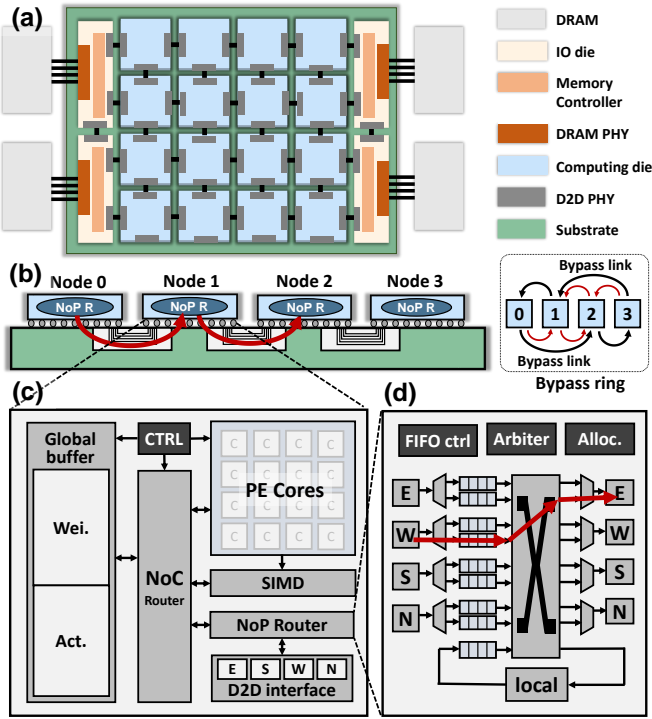 (a)
DRAM
IO die
Memory
Controller
DRAM PHY
Computing die
D2D PHY
Substrate
(b)
Node 0
Node 1
Node 2
Node 3
NoP R
NoP R
NoP R
NoP R
Bypass link
0
1
2
3
Bypass link
Bypass ring
(c)
Global
buffer
Wei.
Act.
CTRL
NoC
Router
C C C C
C C C C
PE Cores
C C C C
C C C C
SIMD
NoP Router
E S W N
D2D interface
(d)
FIFO ctrl
Arbiter
Alloc.
E
E
W
W
S
S
N
N
local